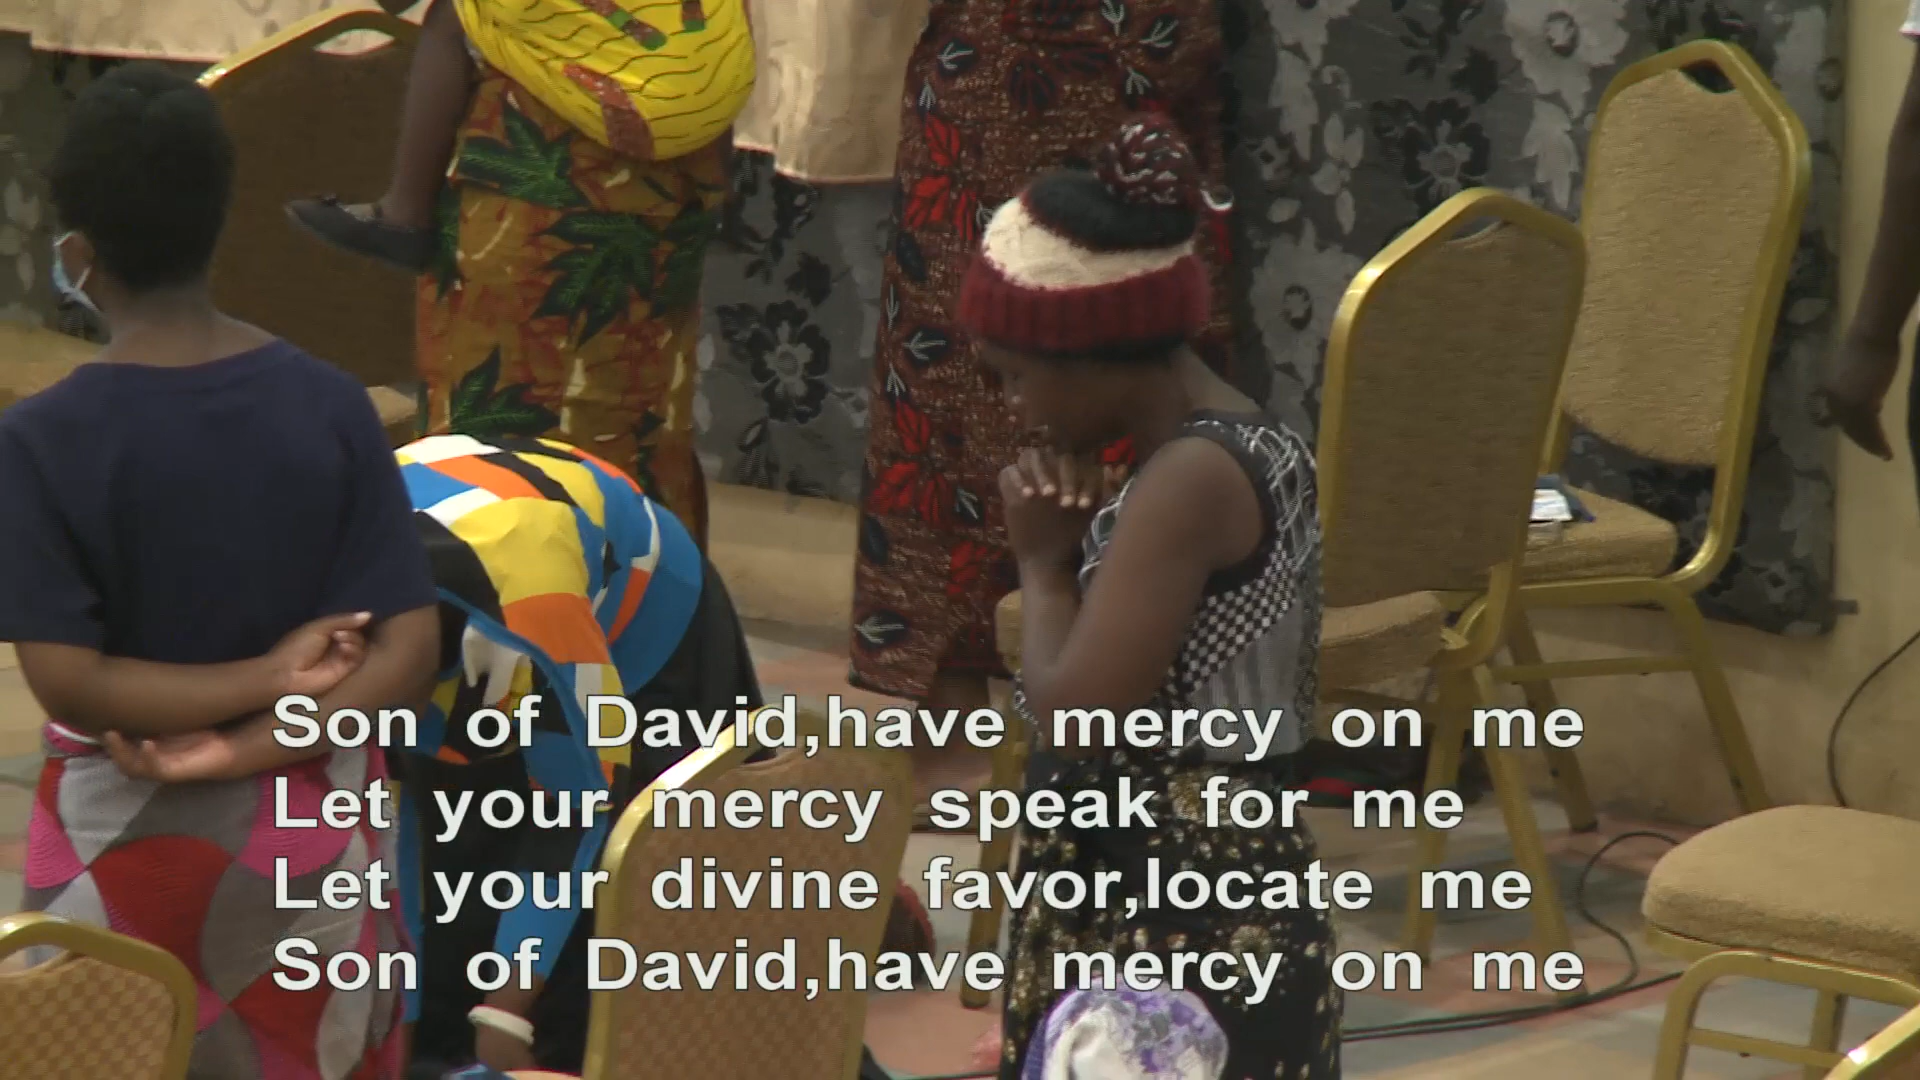 Son of David,have mercy on me
Let your mercy speak for me
Let your divine favor,locate me
Son of David,have mercy on me